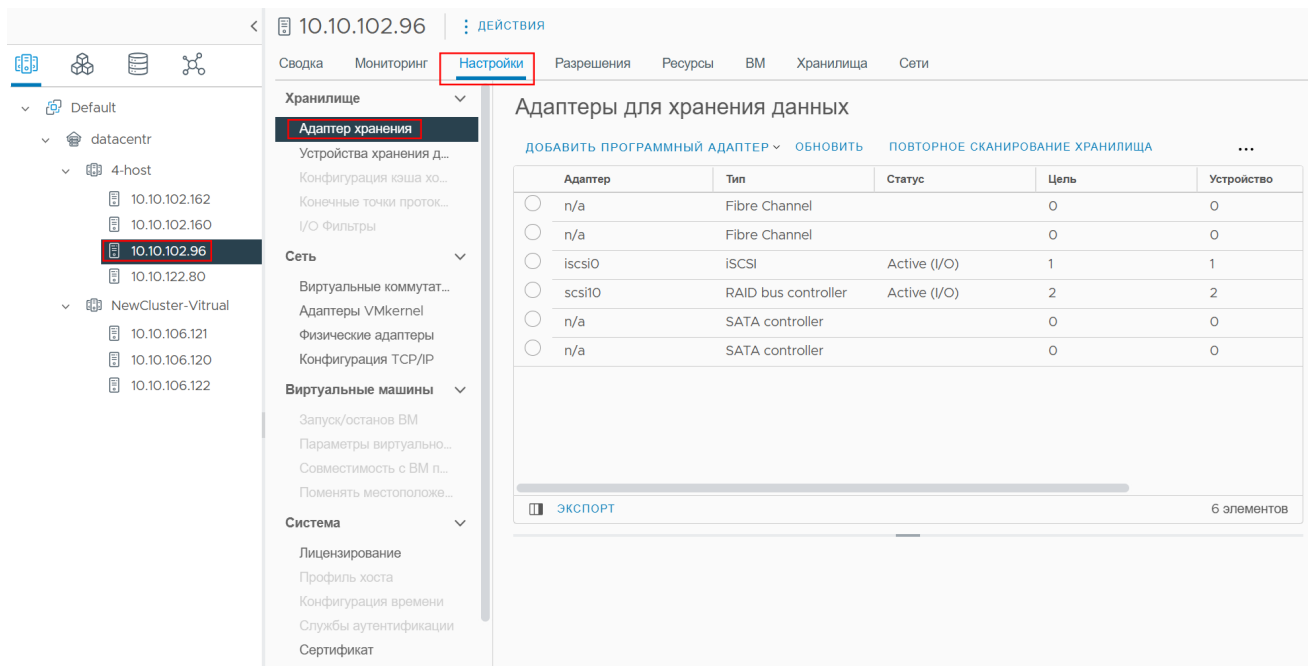 10.10.102.96
ДЕЙСТВИЯ
Сводка Мониторинг Настройки Разрешения Ресурсы ВМ Хранилища Сети
Default
datacentr
4-host
10.10.102.162
10.10.102.160
10.10.102.96
10.10.122.80
NewCluster-Vitrual
10.10.106.121
10.10.106.120
10.10.106.122
Хранилище
Адаптер хранения
Устройства хранения д...
Конфигурация кэша хо...
Конечные точки проток...
I/O Фильтры
Сеть
Виртуальные коммутат...
Адаптеры VMkernel
Физические адаптеры
Конфигурация TCP/IP
Виртуальные машины
Запуск/останов ВМ
Параметры виртуально...
Совместимость с ВМ п...
Поменять местоположе...
Система
Лицензирование
Профиль хоста
Конфигурация времени
Службы аутентификации
Сертификат
Адаптеры для хранения данных
ДОБАВИТЬ ПРОГРАММНЫЙ АДАПТЕР ОБНОВИТЬ ПОВТОРНОЕ СКАНИРОВАНИЕ ХРАНИЛИЩА ...
Адаптер Тип Статус Цель Устройство
n/a Fibre Channel 0 0
n/a Fibre Channel 0 0
iscsi0 iSCSI Active (I/O) 1 1
scsi10 RAID bus controller Active (I/O) 2 2
n/a SATA controller 0 0
n/a SATA controller 0 0
ЭКСПОРТ 6 элементов